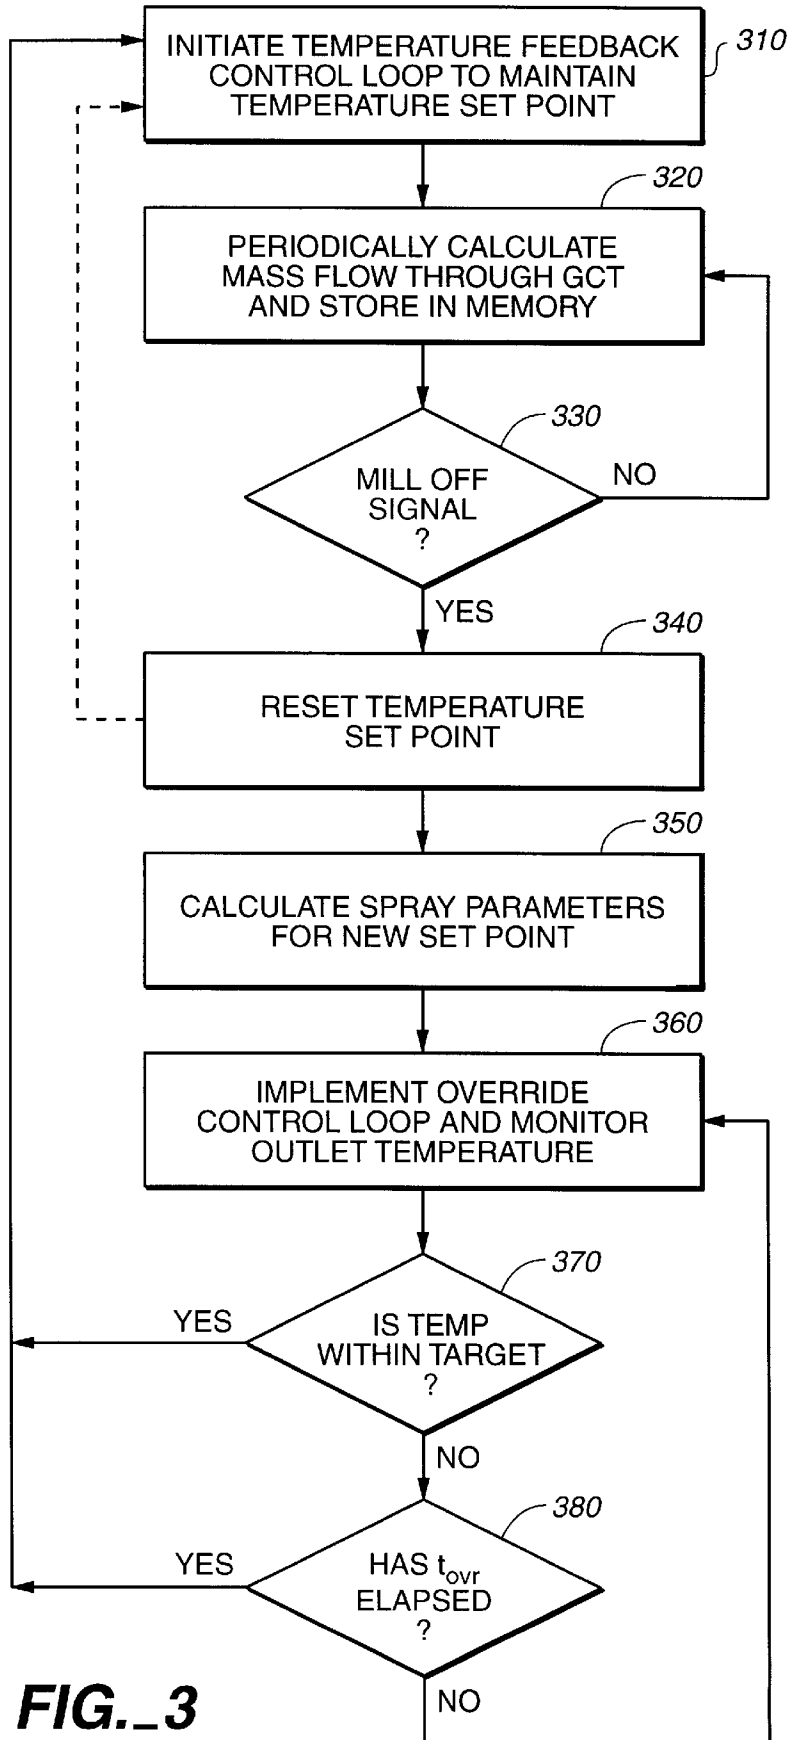 INITIATE TEMPERATURE FEEDBACK
CONTROL LOOP TO MAINTAIN
TEMPERATURE SET POINT
310
320
PERIODICALLY CALCULATE
MASS FLOW THROUGH GCT
AND STORE IN MEMORY
330
MILL OFF
SIGNAL
?
NO
YES
340
RESET TEMPERATURE
SET POINT
350
CALCULATE SPRAY PARAMETERS
FOR NEW SET POINT
360
IMPLEMENT OVERRIDE
CONTROL LOOP AND MONITOR
OUTLET TEMPERATURE
370
YES
IS TEMP
WITHIN TARGET
?
NO
380
YES
HAS tovr
ELAPSED
?
NO
FIG._3